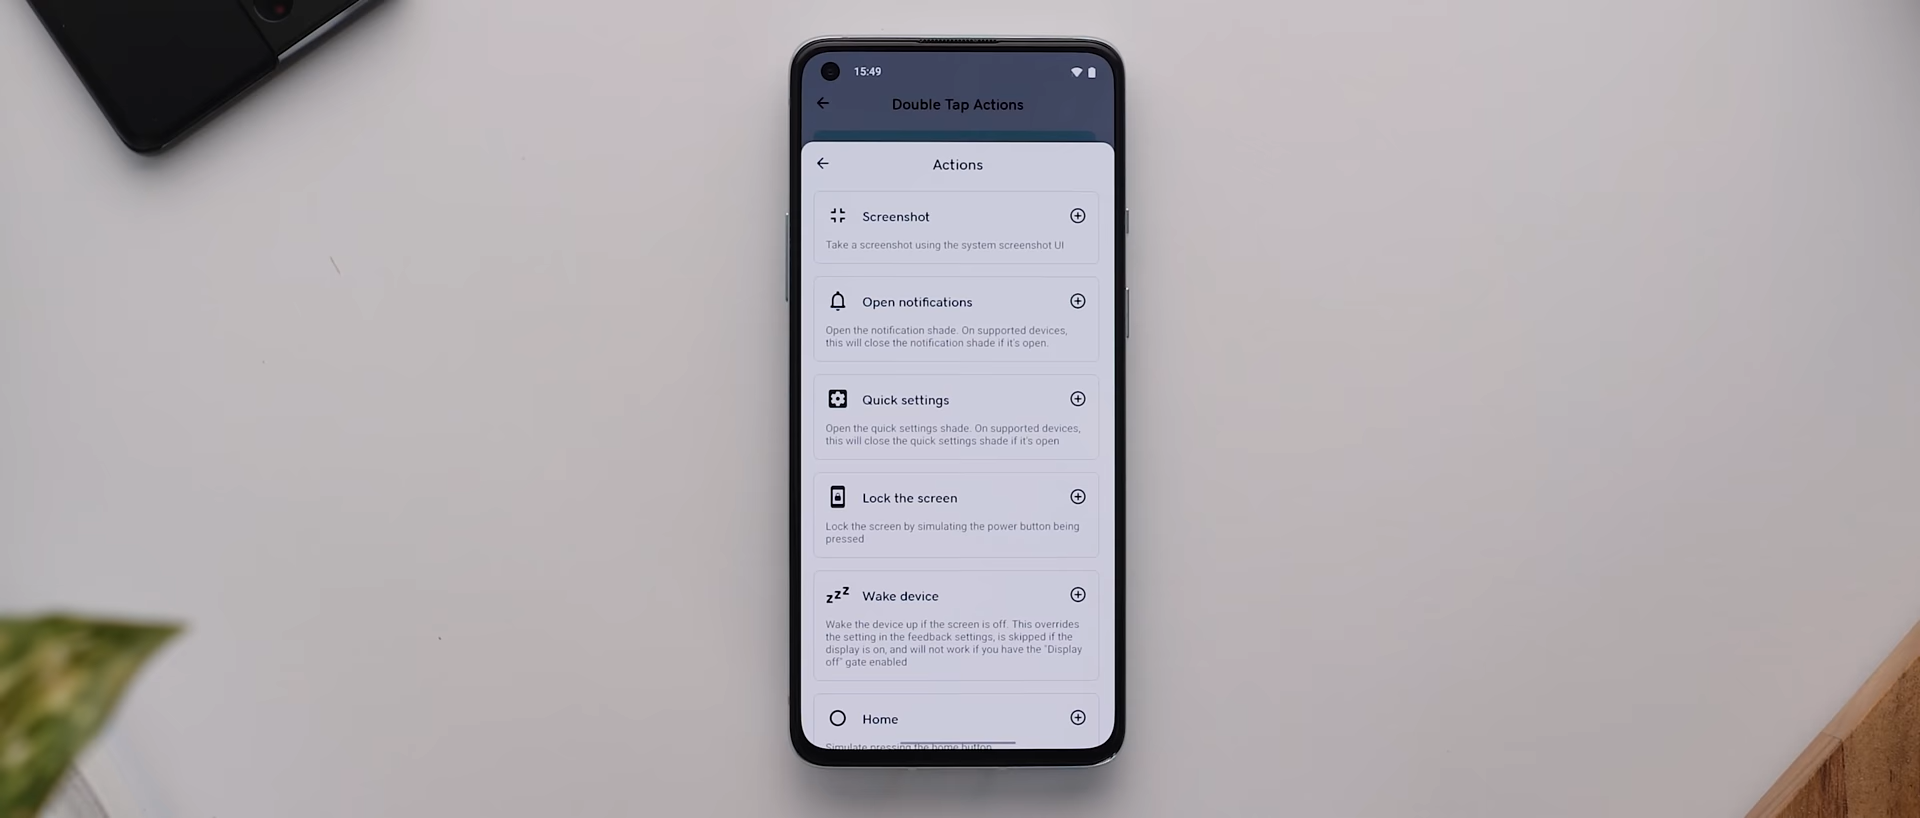 15:49
Double Tap Actions
Actions
Screenshot
Take a screenshot using the system screenshot UI
Open notifications
Open the notification shade. On supported devices,
this will close the notification shade if it's open.
Quick settings
Open the quick settings shade. On supported devices,
this will close the quick settings shade if it's open
Lock the screen
Lock the screen by simulating the power button being
pressed
zzz
Wake device
Wake the device up if the screen is off. This overrides
the setting in the feedback settings, is skipped if the
display is on, and will not work if you have the "Display
off" gate enabled
Home
Simulate pressing the home button